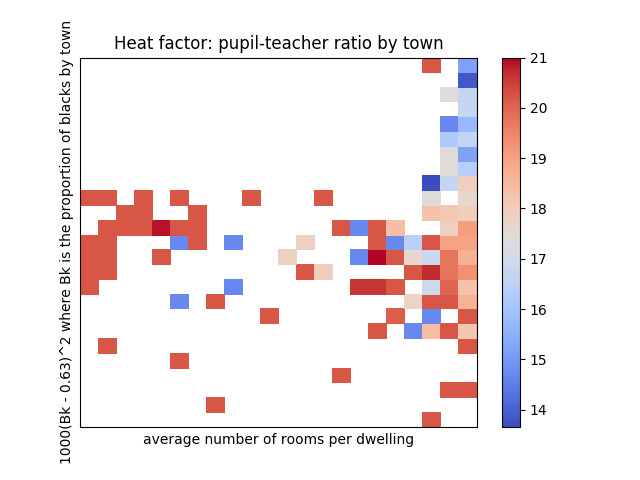 Heat factor: pupil-teacher ratio by town
1000(Bk - 0.63)^2 where Bk is the proportion of blacks by town
average number of rooms per dwelling
21
20
19
18
17
16
15
14